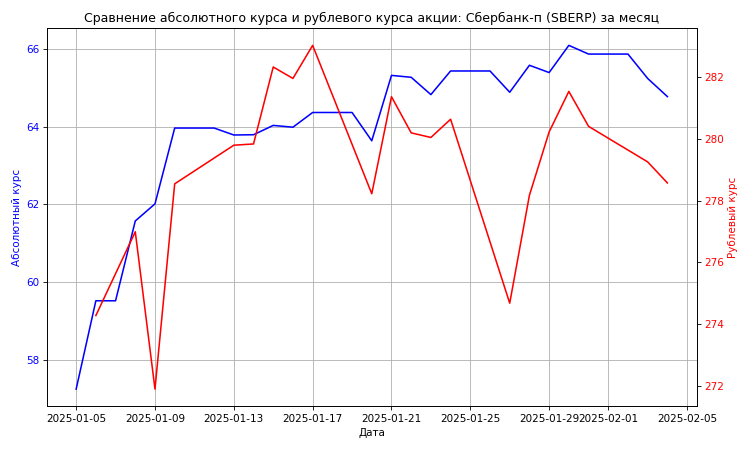 Сравнение абсолютного курса и рублевого курса акции: Сбербанк-п (SBERP) за месяц
66
64
62
60
58
Абсолютный курс
282
280
278
276
274
272
Рублевый курс
2025-01-05 2025-01-09 2025-01-13 2025-01-17 2025-01-21 2025-01-25 2025-01-29 2025-02-01 2025-02-05
Дата